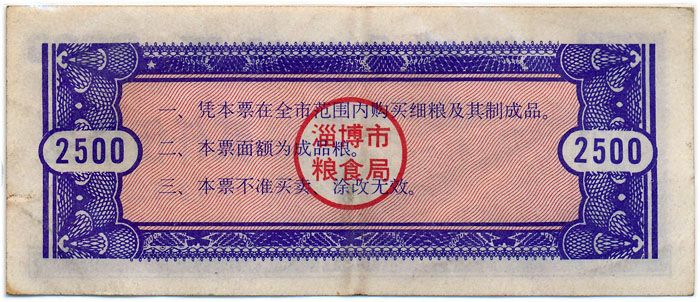 一、凭本票在全市范围内购买细粮及其制成品。
二、本票面额为成品粮。
三、本票不准买卖，涂改无效。
淄博市
粮食局
2500
2500